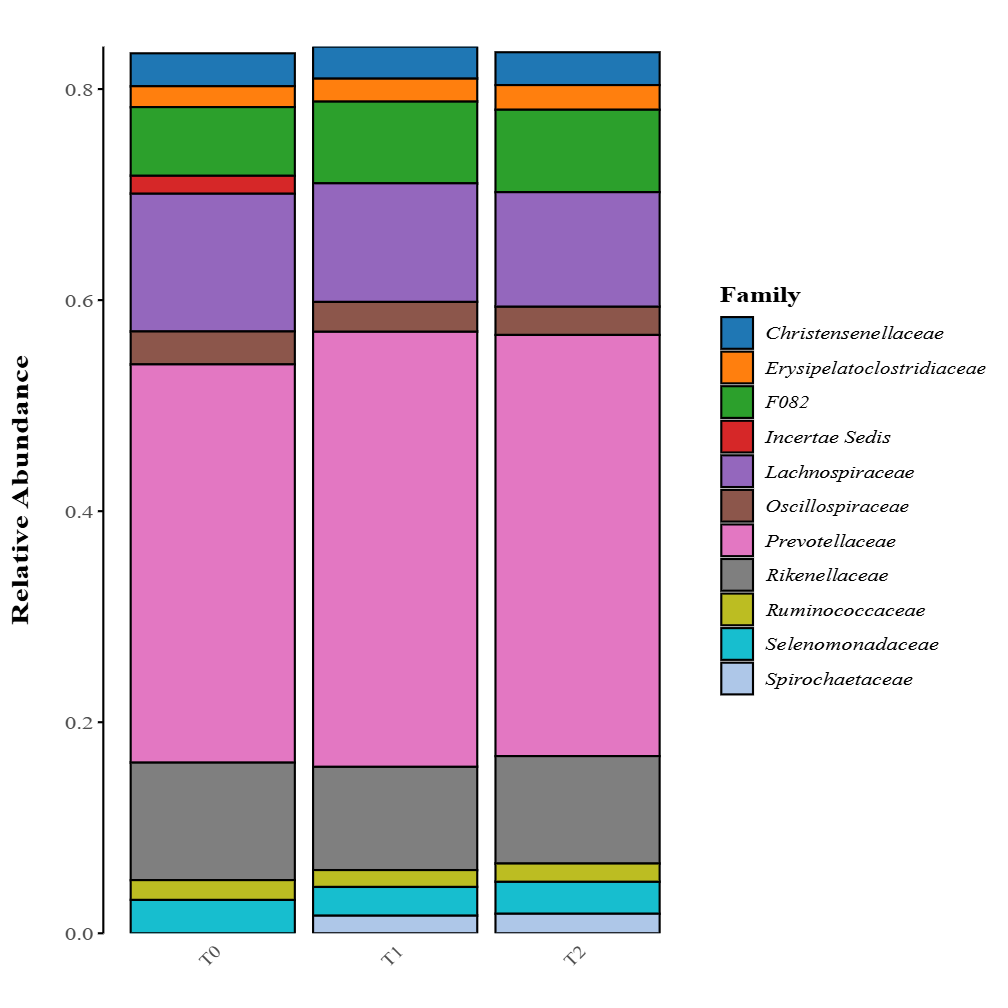 Relative Abundance
0.8
0.6
0.4
0.2
0.0
T0
T1
T2
Family
Christensenellaceae
Erysipelatoclostridiaceae
F082
Incertae Sedis
Lachnospiraceae
Oscillospiraceae
Prevotellaceae
Rikenellaceae
Ruminococcaceae
Selenomonadaceae
Spirochaetaceae